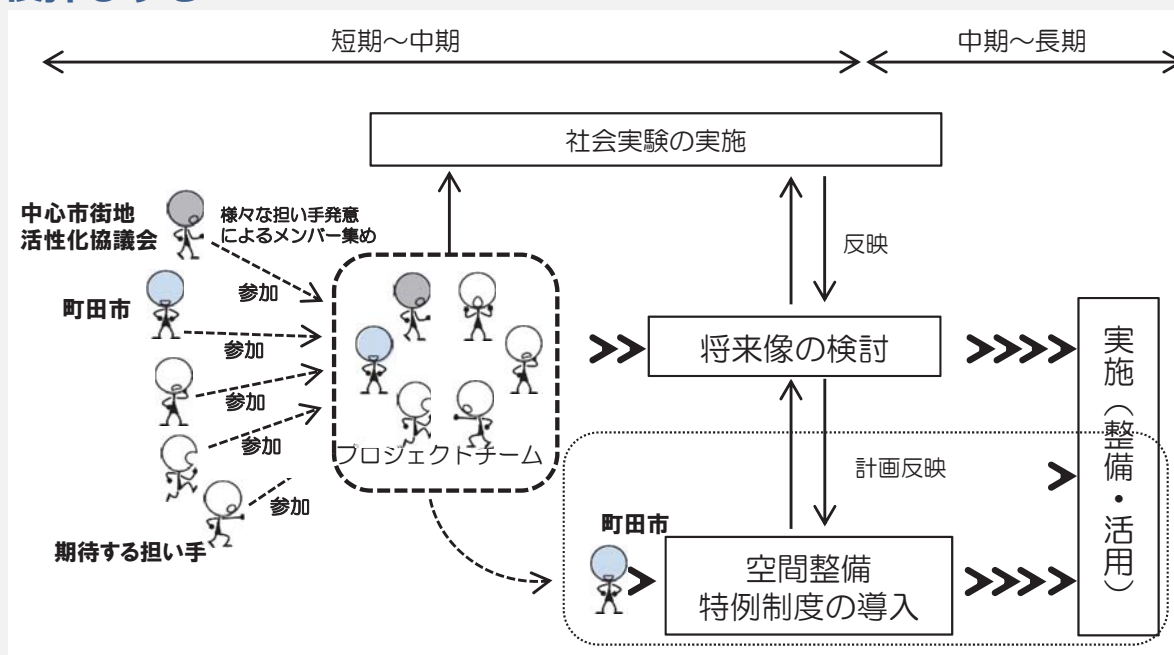 短期～中期
中期～長期
社会実験の実施
中心市街地
活性化協議会
様々な担い手発意
によるメンバー集め
参加
町田市
参加
参加
参加
参加
期待する担い手
プロジェクトチーム
反映
将来像の検討
計画反映
町田市
空間整備
特例制度の導入
実施（整備・活用）